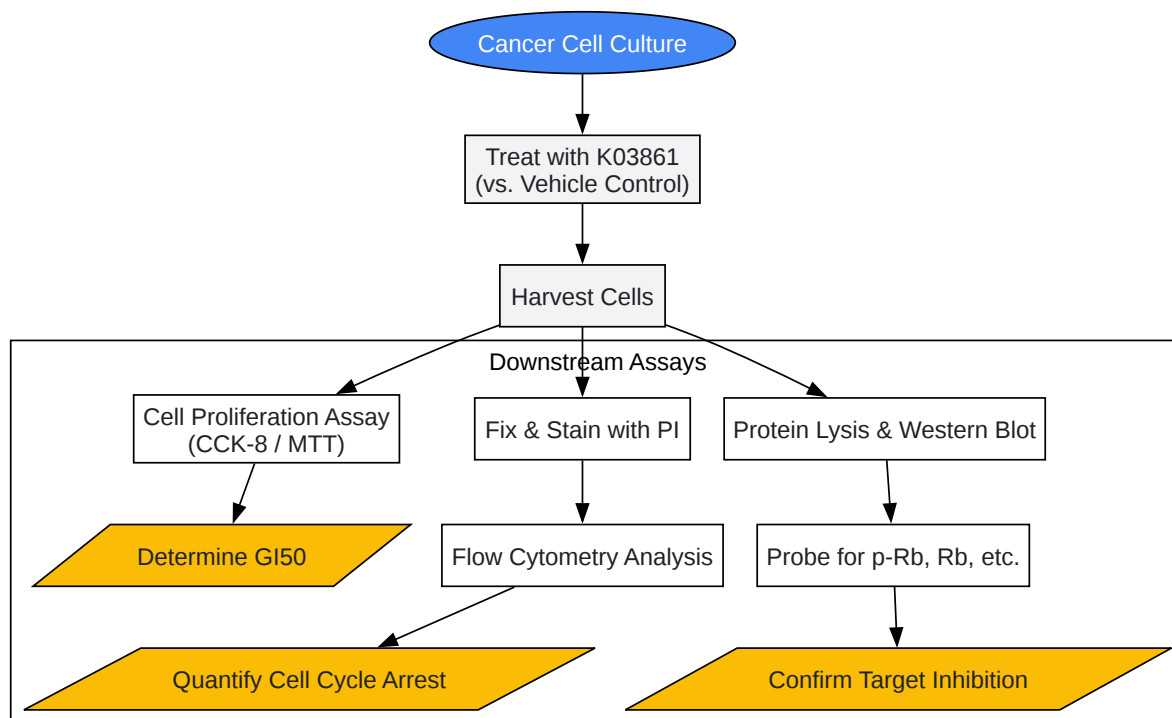 Cancer Cell Culture
Treat with K03861
(vs. Vehicle Control)
Harvest Cells
Downstream Assays
Cell Proliferation Assay
(CCK-8 / MTT)
Fix & Stain with PI
Protein Lysis & Western Blot
Determine GI50
Flow Cytometry Analysis
Probe for p-Rb, Rb, etc.
Quantify Cell Cycle Arrest
Confirm Target Inhibition